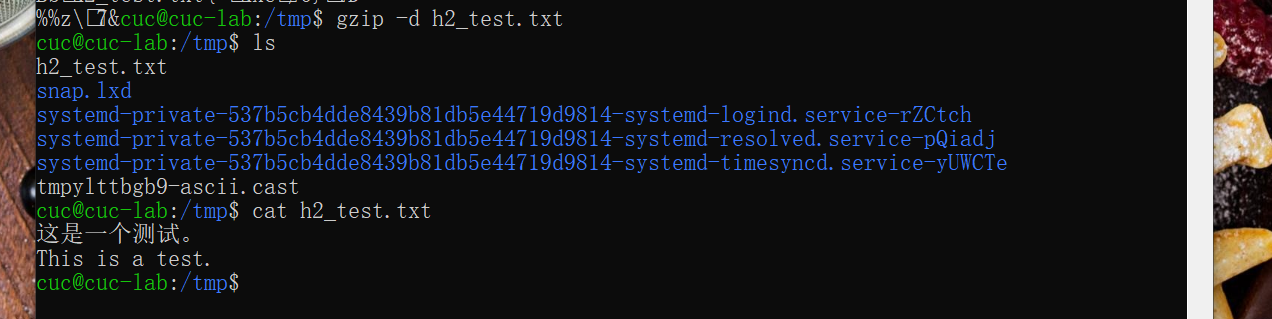 %%z\7&cuc@cuc-lab:/tmp$ gzip -d h2_test.txt
cuc@cuc-lab:/tmp$ ls
h2_test.txt
snap.lxd
systemd-private-537b5cb4dde8439b81db5e44719d9814-systemd-logind.service-rZCtch
systemd-private-537b5cb4dde8439b81db5e44719d9814-systemd-resolved.service-pQiadj
systemd-private-537b5cb4dde8439b81db5e44719d9814-systemd-timesyncd.service-yUWCTe
tmpylttbgb9-ascii.cast
cuc@cuc-lab:/tmp$ cat h2_test.txt
这是一个测试。
This is a test.
cuc@cuc-lab:/tmp$